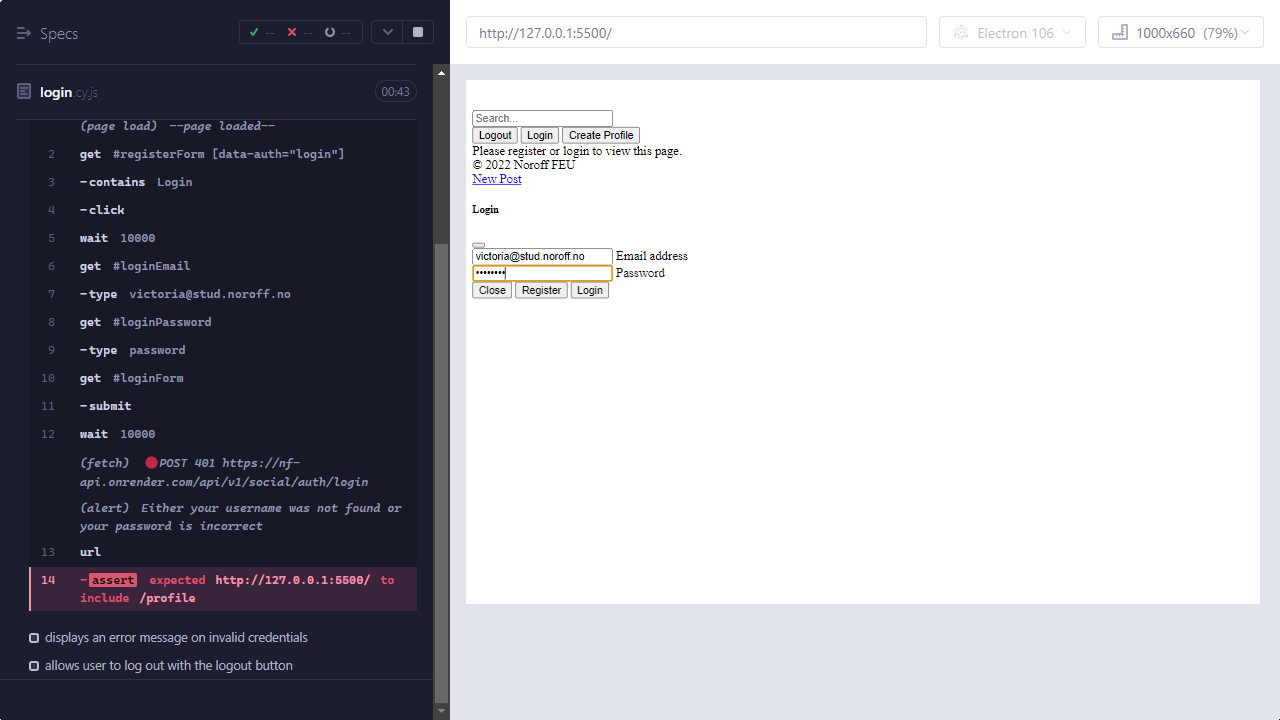 Specs
--
--
--
login.cy.js
00:43
(page load) --page loaded--
2 get #registerForm [data-auth="login"]
3 -contains Login
4 -click
5 wait 10000
6 get #loginEmail
7 -type victoria@stud.noroff.no
8 get #loginPassword
9 -type password
10 get #loginForm
11 -submit
12 wait 10000
(fetch) POST 401 https://nf-
api.onrender.com/api/v1/social/auth/login
(alert) Either your username was not found or
your password is incorrect
13 url
14 -assert expected http://127.0.0.1:5500/ to
include /profile
displays an error message on invalid credentials
allows user to log out with the logout button
http://127.0.0.1:5500/
Electron 106
1000x660 (79%)
Search...
Logout Login Create Profile
Please register or login to view this page.
© 2022 Noroff FEU
New Post
Login
victoria@stud.noroff.no Email address
•••••••• Password
Close Register Login